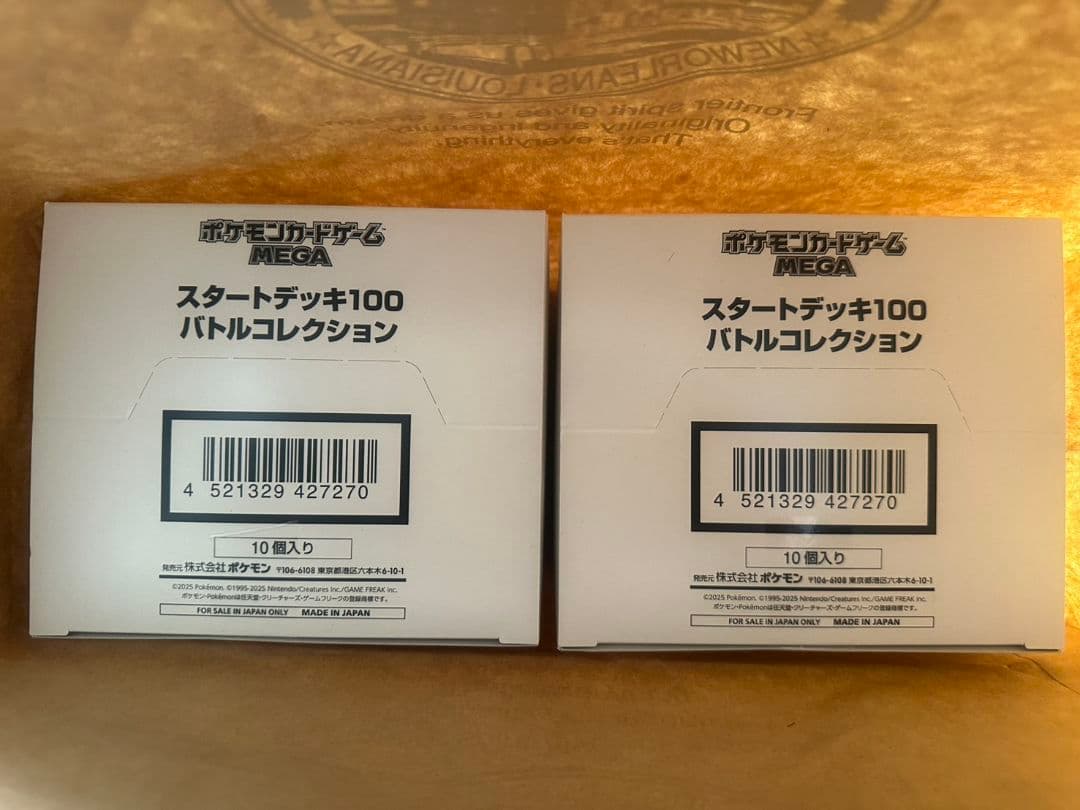 NEW ORLEANS · LOUISIANA
Frontier spirit gives us a
Originality and ingenuity
That's everything.
ポケモンカードゲーム
MEGA
スタートデッキ100
バトルコレクション
4 521329 427270
10個入り
発売元 株式会社ポケモン 〒106-6108 東京都港区六本木6-10-1
©2025 Pokémon. ©1995-2025 Nintendo/Creatures Inc./GAME FREAK inc.
ポケモン・Pokémonは任天堂・クリーチャーズ・ゲームフリークの登録商標です。
FOR SALE IN JAPAN ONLY MADE IN JAPAN
ポケモンカードゲーム
MEGA
スタートデッキ100
バトルコレクション
4 521329 427270
10個入り
発売元 株式会社ポケモン 〒106-6108 東京都港区六本木6-10-1
©2025 Pokémon. ©1995-2025 Nintendo/Creatures Inc./GAME FREAK inc.
ポケモン・Pokémonは任天堂・クリーチャーズ・ゲームフリークの登録商標です。
FOR SALE IN JAPAN ONLY MADE IN JAPAN